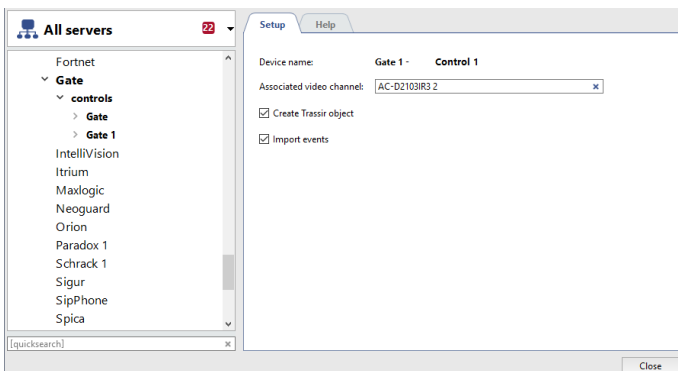 All servers
22
Fortnet
Gate
controls
Gate
Gate 1
IntelliVision
Itrium
Maxlogic
Neoguard
Orion
Paradox 1
Schrack 1
Sigur
SipPhone
Spica
[quicksearch]
Setup Help
Device name: Gate 1 - Control 1
Associated video channel: AC-D2103IR3 2
Create Trassir object
Import events
Close